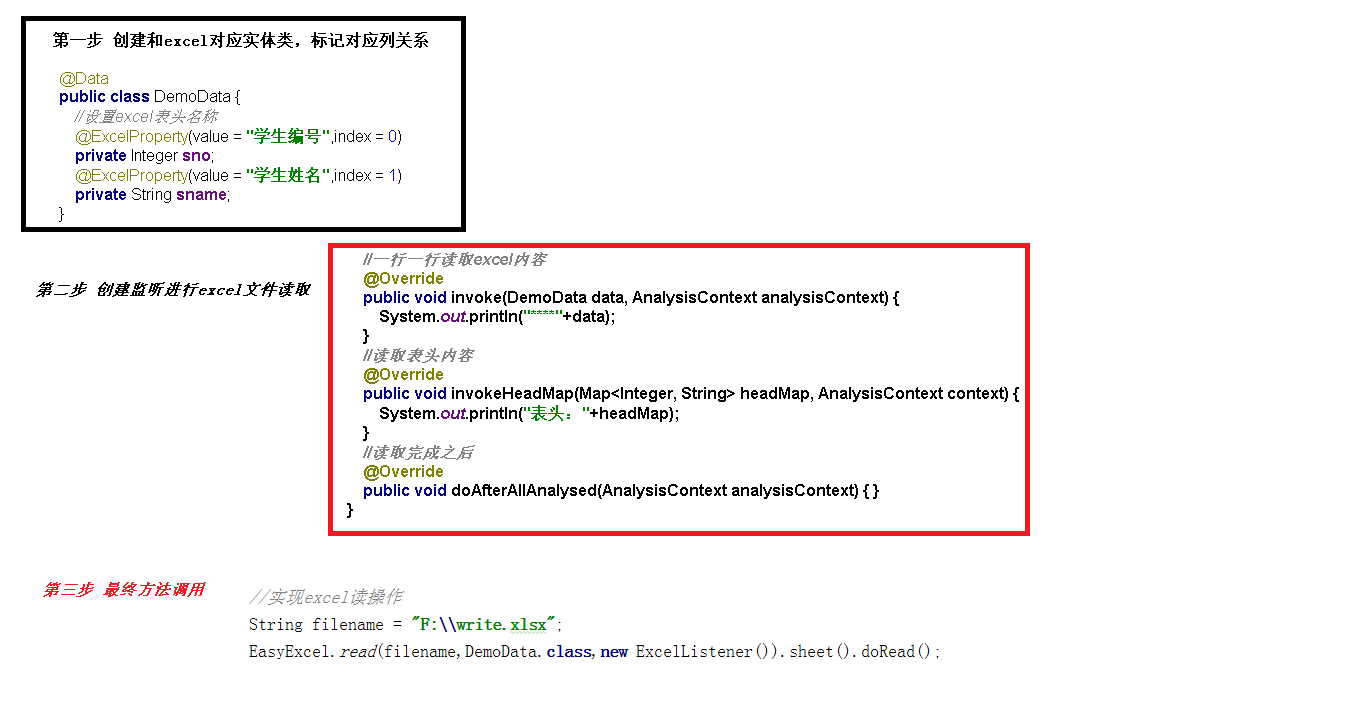 第一步 创建和excel对应实体类，标记对应列关系
@Data
public class DemoData {
//设置excel表头名称
@ExcelProperty(value = "学生编号",index = 0)
private Integer sno;
@ExcelProperty(value = "学生姓名",index = 1)
private String sname;
}
第二步 创建监听进行excel文件读取
//一行一行读取excel内容
@Override
public void invoke(DemoData data, AnalysisContext analysisContext) {
System.out.println("****"+data);
}
//读取表头内容
@Override
public void invokeHeadMap(Map<Integer, String> headMap, AnalysisContext context) {
System.out.println("表头："+headMap);
}
//读取完成之后
@Override
public void doAfterAllAnalysed(AnalysisContext analysisContext) { }
}
第三步 最终方法调用
//实现excel读操作
String filename = "F:\\write.xlsx";
EasyExcel.read(filename,DemoData.class,new ExcelListener()).sheet().doRead();